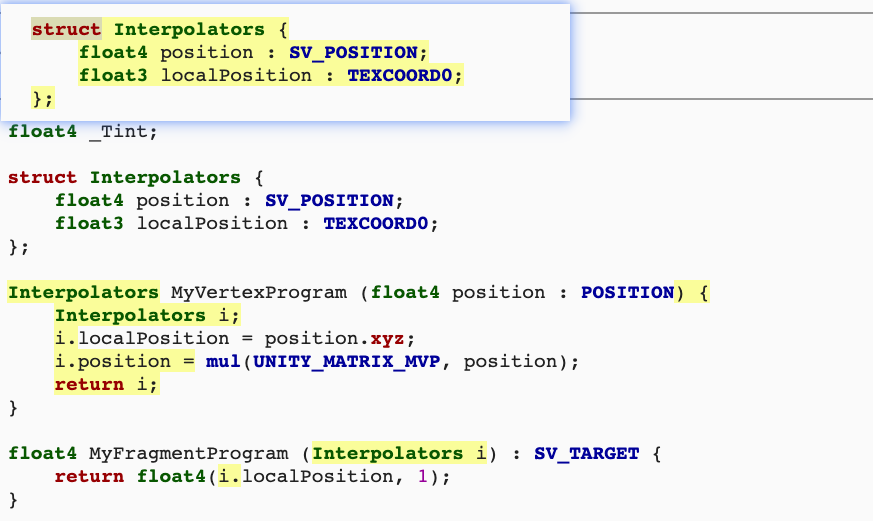 struct Interpolators {
    float4 position : SV_POSITION;
    float3 localPosition : TEXCOORD0;
};
float4 _Tint;

struct Interpolators {
    float4 position : SV_POSITION;
    float3 localPosition : TEXCOORD0;
};

Interpolators MyVertexProgram (float4 position : POSITION) {
    Interpolators i;
    i.localPosition = position.xyz;
    i.position = mul(UNITY_MATRIX_MVP, position);
    return i;
}

float4 MyFragmentProgram (Interpolators i) : SV_TARGET {
    return float4(i.localPosition, 1);
}